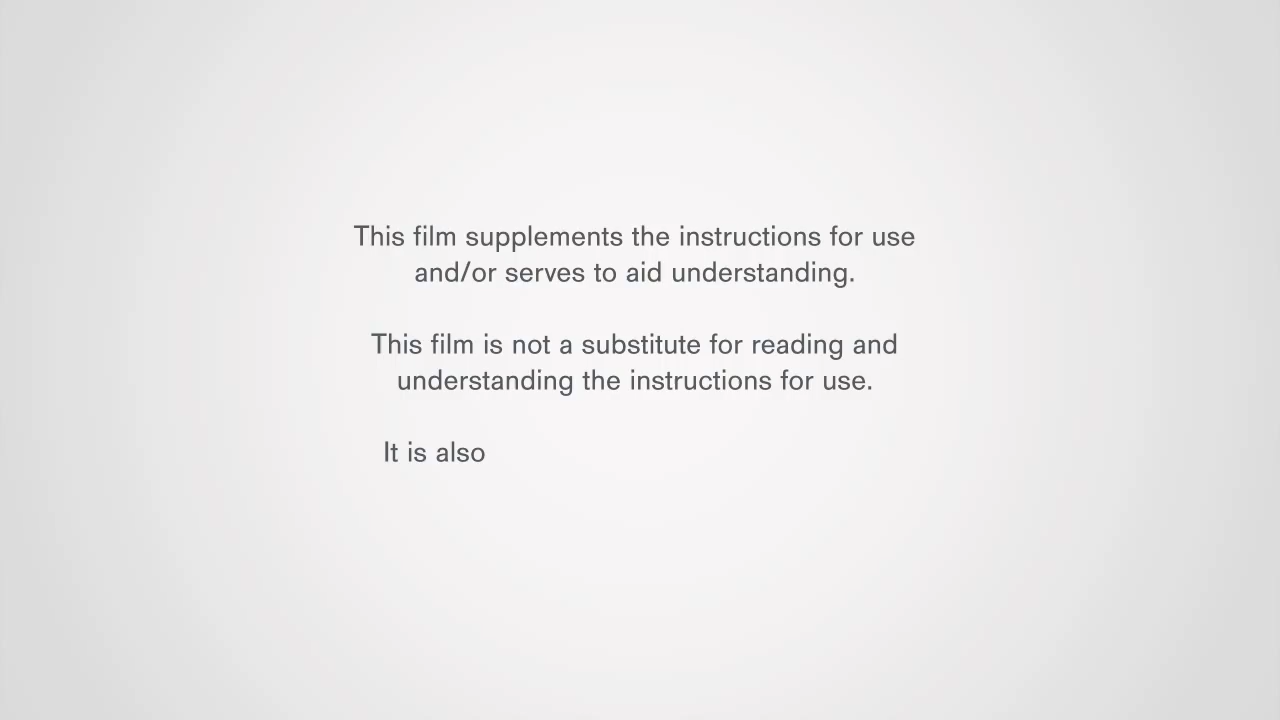 This film supplements the instructions for use
and/or serves to aid understanding.
This film is not a substitute for reading and
understanding the instructions for use.
It is also